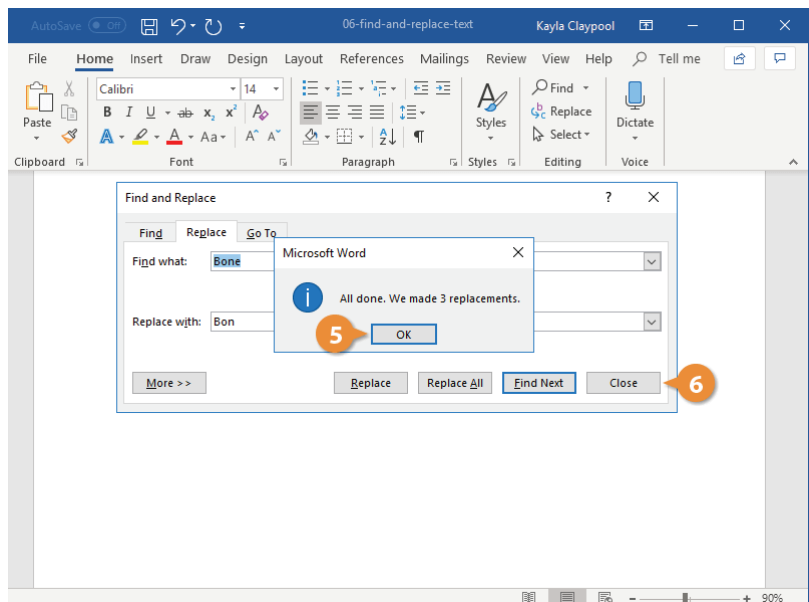 AutoSave Off 06-find-and-replace-text Kayla Claypool
File Home Insert Draw Design Layout References Mailings Review View Help Tell me
Paste
Clipboard
Calibri 14
B I U ab x2 x2 A
A A Aa A A
Font
A Z ¶
Paragraph
Styles
Styles
Find
Replace
Select
Editing
Dictate
Voice
Find and Replace ?
Find Replace Go To
Find what: Bone
Replace with: Bon
More >> Replace Replace All Find Next Close 6
Microsoft Word
i All done. We made 3 replacements.
5 OK
90%